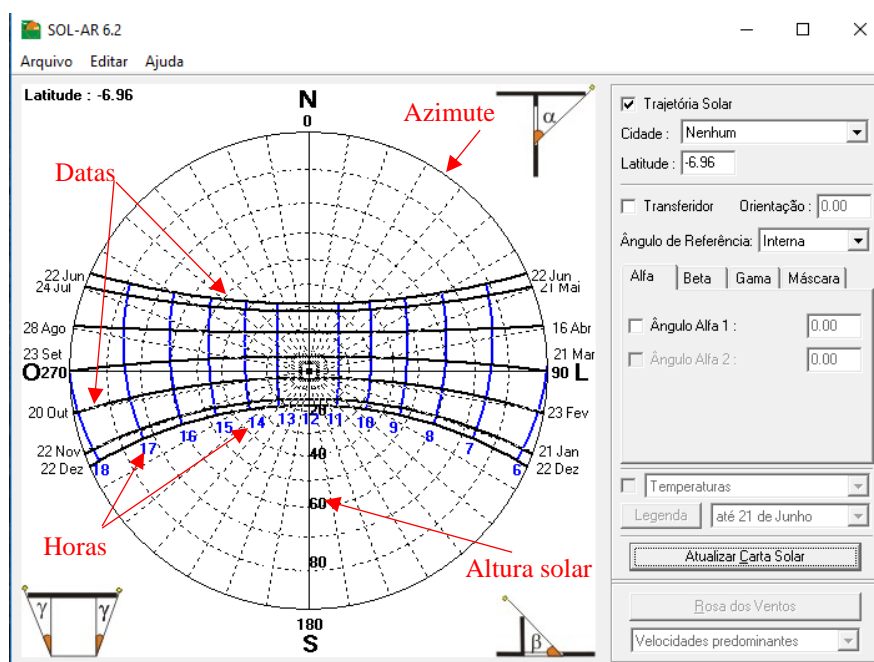 SOL-AR 6.2
Arquivo Editar Ajuda
Latitude : -6.96
N
0
α
Azimute
Datas
22 Jun
24 Jul
28 Ago
23 Set
O 270
20 Out
22 Nov
22 Dez
22 Jun
21 Mai
16 Abr
21 Mar
90 L
23 Fev
21 Jan
22 Dez
18 17 16 15 14 13 12 11 10 9 8 7 6
20
40
60
80
Horas
Altura solar
180
S
γ γ
β
Trajetória Solar
Cidade : Nenhum
Latitude : -6.96
Transferidor Orientação : 0.00
Ângulo de Referência: Interna
Alfa Beta Gama Máscara
Ângulo Alfa 1 : 0.00
Ângulo Alfa 2 : 0.00
Temperaturas
Legenda até 21 de Junho
Atualizar Carta Solar
Rosa dos Ventos
Velocidades predominantes